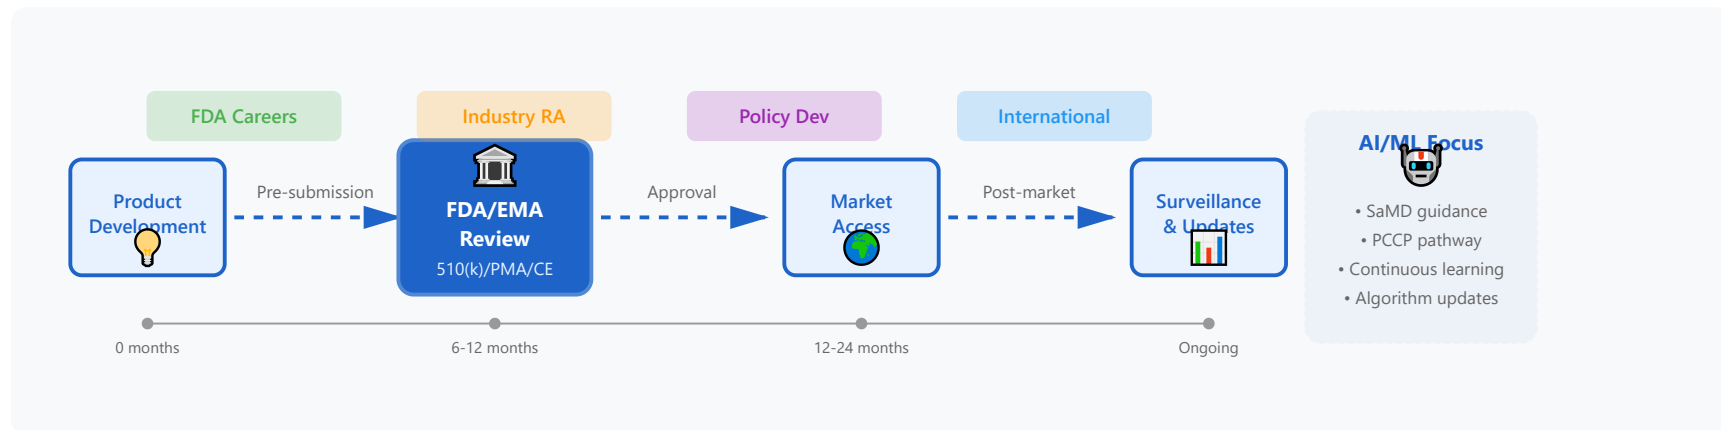 FDA Careers
Industry RA
Policy Dev
International
Product
Development
Pre-submission
FDA/EMA
Review
510(k)/PMA/CE
Approval
Market
Access
Post-market
Surveillance
& Updates
AI/ML Focus
• SaMD guidance
• PCCP pathway
• Continuous learning
• Algorithm updates
0 months
6-12 months
12-24 months
Ongoing